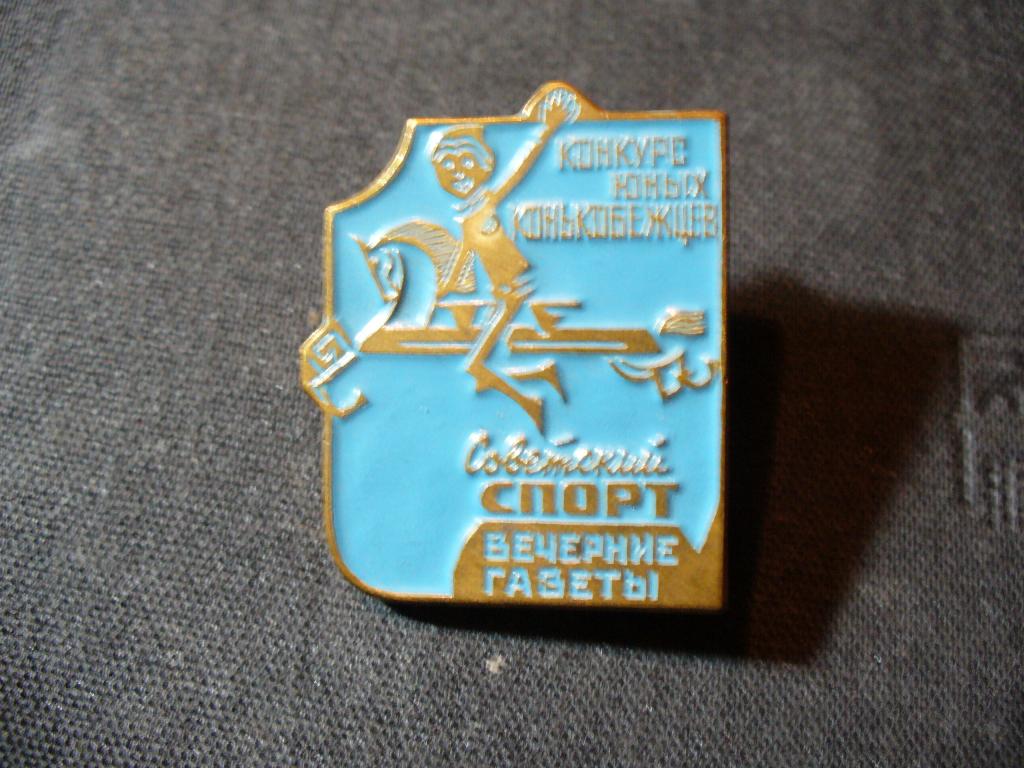 КОНКУРС
ЮНЫХ
КОНЬКОБЕЖЦЕВ
Советский
СПОРТ
ВЕЧЕРНИЕ
ГАЗЕТЫ